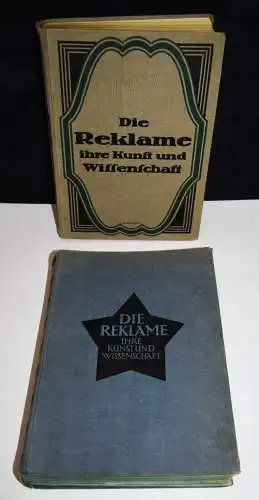 Die
Reklame
ihre Kunſt und
Wiſſenſchaft
DIE
REKLAME
IHRE
KUNST UND
WISSENSCHAFT